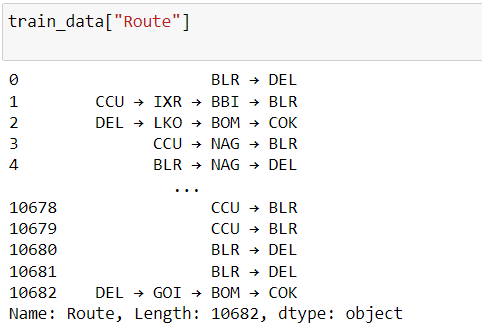 train_data["Route"]
0 BLR → DEL
1 CCU → IXR → BBI → BLR
2 DEL → LKO → BOM → COK
3 CCU → NAG → BLR
4 BLR → NAG → DEL
...
10678 CCU → BLR
10679 CCU → BLR
10680 BLR → DEL
10681 BLR → DEL
10682 DEL → GOI → BOM → COK
Name: Route, Length: 10682, dtype: object